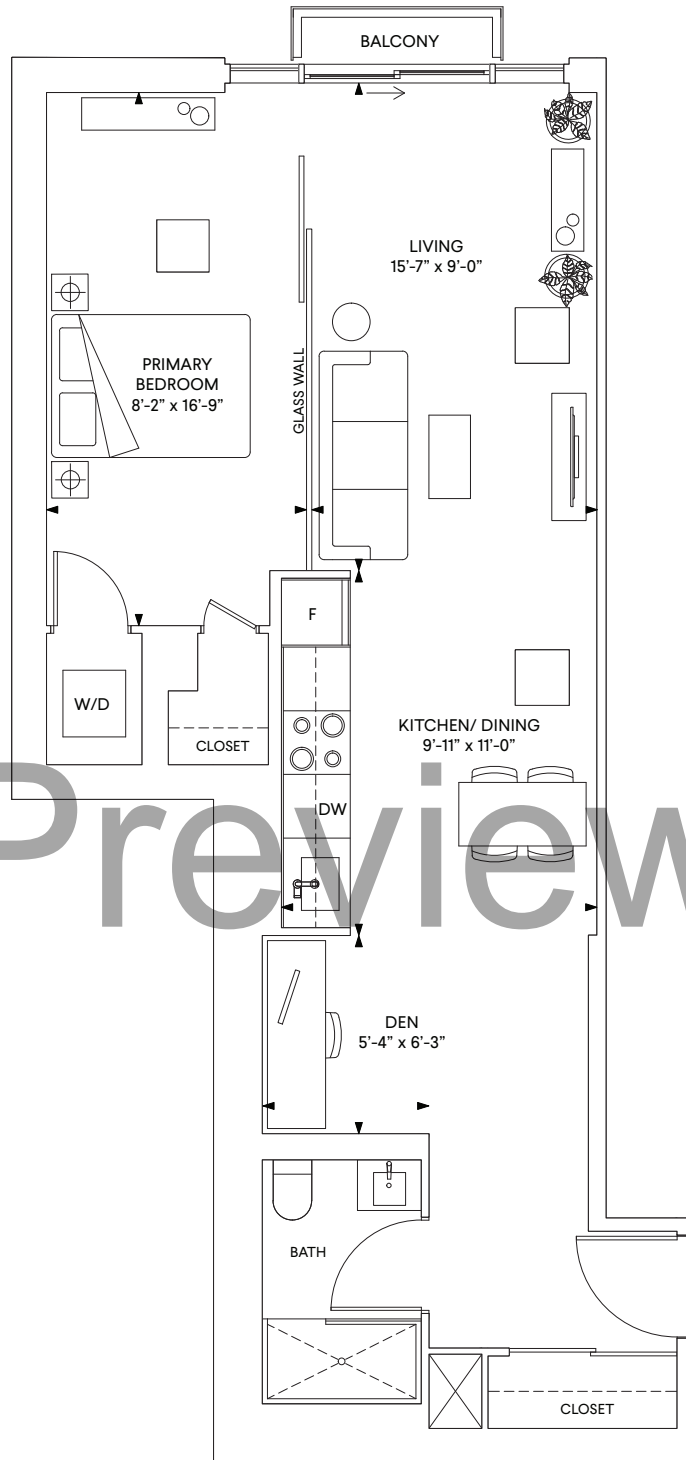 BALCONY
LIVING
15’-7” x 9’-0”
PRIMARY
BEDROOM
8’-2” x 16’-9”
GLASS WALL
F
W/D
CLOSET
KITCHEN/ DINING
9’-11” x 11’-0”
DW
Preview
DEN
5’-4” x 6’-3”
BATH
CLOSET